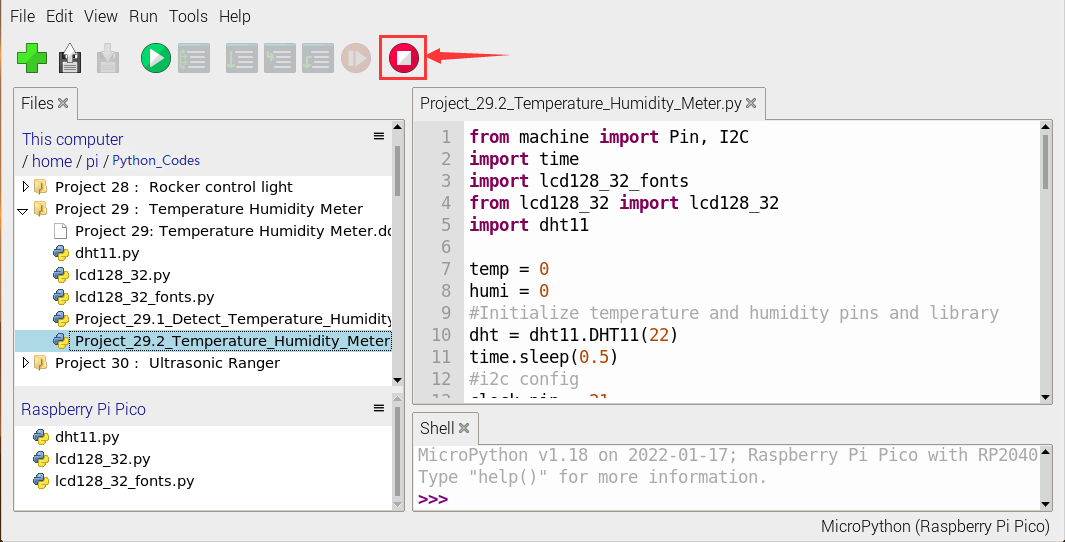 File Edit View Run Tools Help
Files
This computer
/ home / pi / Python_Codes
Project 28 : Rocker control light
Project 29 : Temperature Humidity Meter
Project 29: Temperature Humidity Meter.dc
dht11.py
lcd128_32.py
lcd128_32_fonts.py
Project_29.1_Detect_Temperature_Humidity
Project_29.2_Temperature_Humidity_Meter
Project 30 : Ultrasonic Ranger
Raspberry Pi Pico
dht11.py
lcd128_32.py
lcd128_32_fonts.py
Project_29.2_Temperature_Humidity_Meter.py
1 from machine import Pin, I2C
2 import time
3 import lcd128_32_fonts
4 from lcd128_32 import lcd128_32
5 import dht11
6
7 temp = 0
8 humi = 0
9 #Initialize temperature and humidity pins and library
10 dht = dht11.DHT11(22)
11 time.sleep(0.5)
12 #i2c config
Shell
MicroPython v1.18 on 2022-01-17; Raspberry Pi Pico with RP2040
Type "help()" for more information.
>>>
MicroPython (Raspberry Pi Pico)